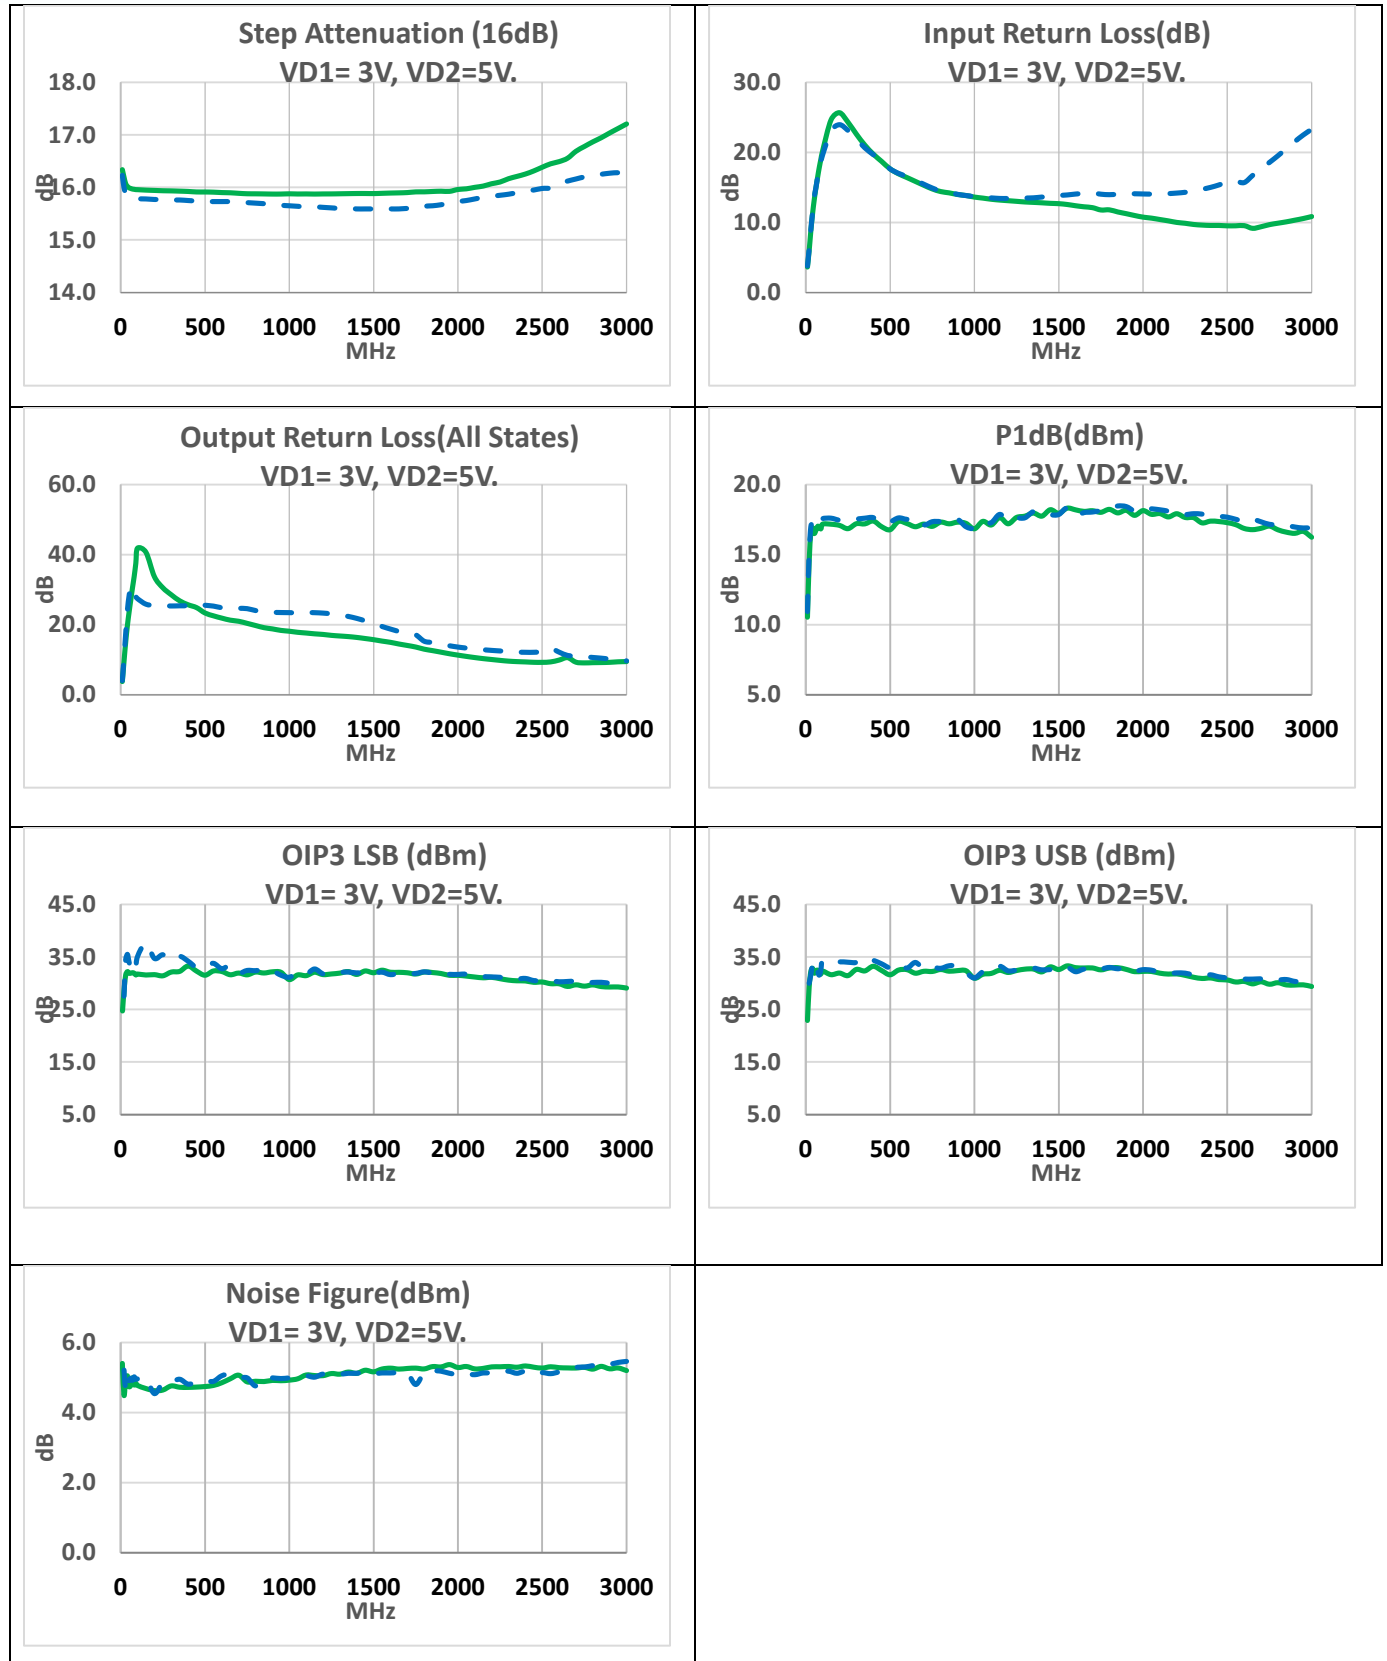 Step Attenuation (16dB)
VD1= 3V, VD2=5V.
18.0
17.0
16.0
15.0
14.0
dB
0 500 1000 1500 2000 2500 3000
MHz
Input Return Loss(dB)
VD1= 3V, VD2=5V.
30.0
20.0
10.0
0.0
dB
0 500 1000 1500 2000 2500 3000
MHz
Output Return Loss(All States)
VD1= 3V, VD2=5V.
60.0
40.0
20.0
0.0
dB
0 500 1000 1500 2000 2500 3000
MHz
P1dB(dBm)
VD1= 3V, VD2=5V.
20.0
15.0
10.0
5.0
dB
0 500 1000 1500 2000 2500 3000
MHz
OIP3 LSB (dBm)
VD1= 3V, VD2=5V.
45.0
35.0
25.0
15.0
5.0
dB
0 500 1000 1500 2000 2500 3000
MHz
OIP3 USB (dBm)
VD1= 3V, VD2=5V.
45.0
35.0
25.0
15.0
5.0
dB
0 500 1000 1500 2000 2500 3000
MHz
Noise Figure(dBm)
VD1= 3V, VD2=5V.
6.0
4.0
2.0
0.0
dB
0 500 1000 1500 2000 2500 3000
MHz